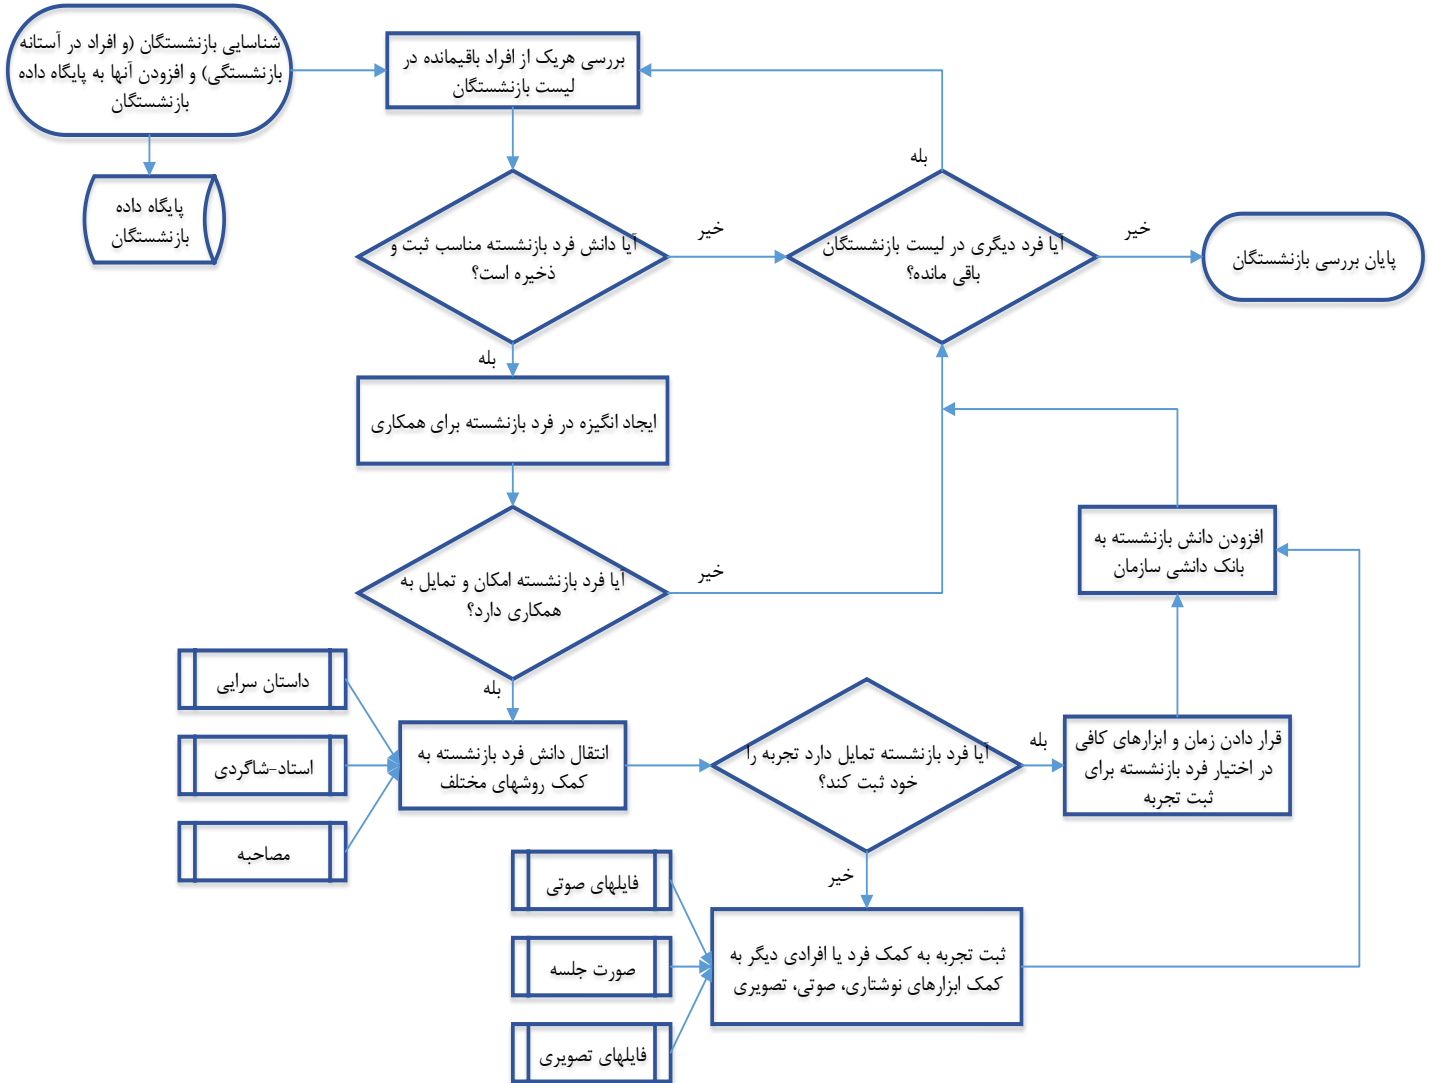 شناسایی بازنشستگان (و افراد در آستانه
بازنشستگی) و افزودن آنها به پایگاه داده
بازنشستگان
بررسی هریک از افراد باقیمانده در
لیست بازنشستگان
پایگاه داده
بازنشستگان
آیا دانش فرد بازنشسته مناسب ثبت و
ذخیره است؟
خیر
بله
آیا فرد دیگری در لیست بازنشستگان
باقی مانده؟
بله
خیر
پایان بررسی بازنشستگان
ایجاد انگیزه در فرد بازنشسته برای همکاری
آیا فرد بازنشسته امکان و تمایل به
همکاری دارد؟
خیر
بله
افزودن دانش بازنشسته به
بانک دانشی سازمان
داستان سرایی
استاد-شاگردی
مصاحبه
انتقال دانش فرد بازنشسته به
کمک روشهای مختلف
آیا فرد بازنشسته تمایل دارد تجربه را
خود ثبت کند؟
بله
خیر
قرار دادن زمان و ابزارهای کافی
در اختیار فرد بازنشسته برای
ثبت تجربه
فایلهای صوتی
صورت جلسه
فایلهای تصویری
ثبت تجربه به کمک فرد یا افرادی دیگر به
کمک ابزارهای نوشتاری، صوتی، تصویری